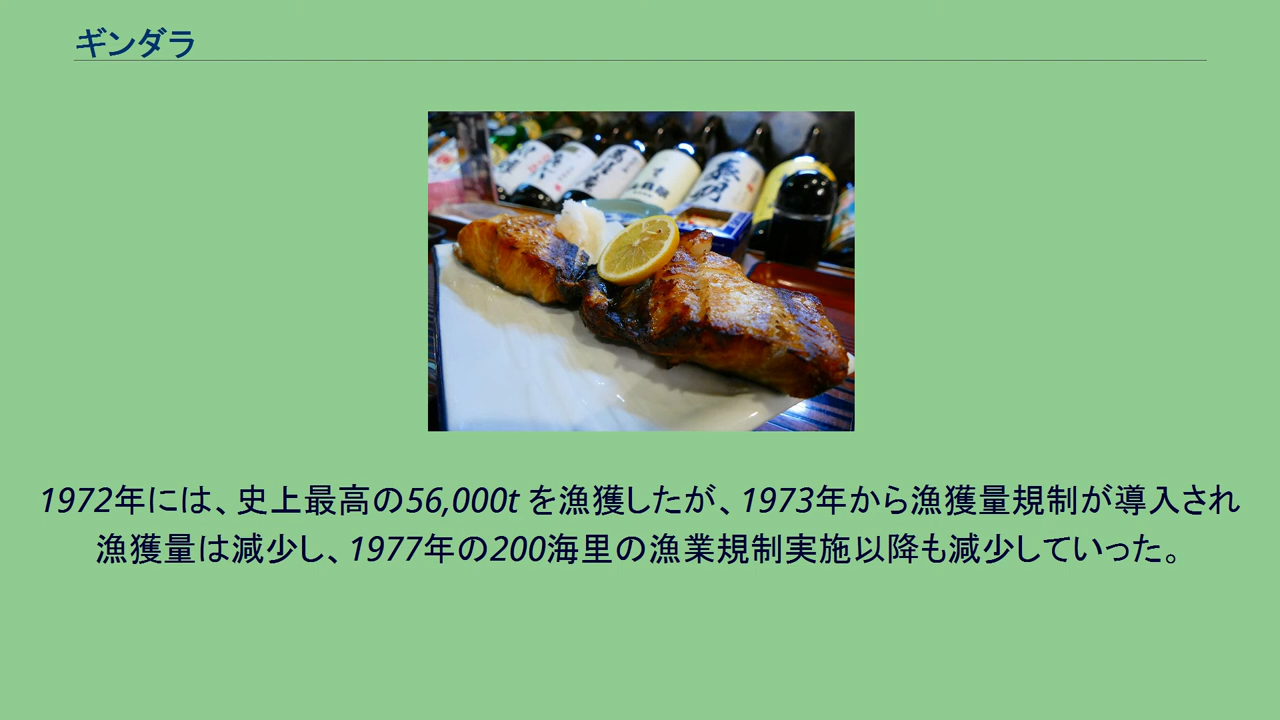 ギンダラ
泰明
1972年には、史上最高の56,000t を漁獲したが、1973年から漁獲量規制が導入され
漁獲量は減少し、1977年の200海里の漁業規制実施以降も減少していった。